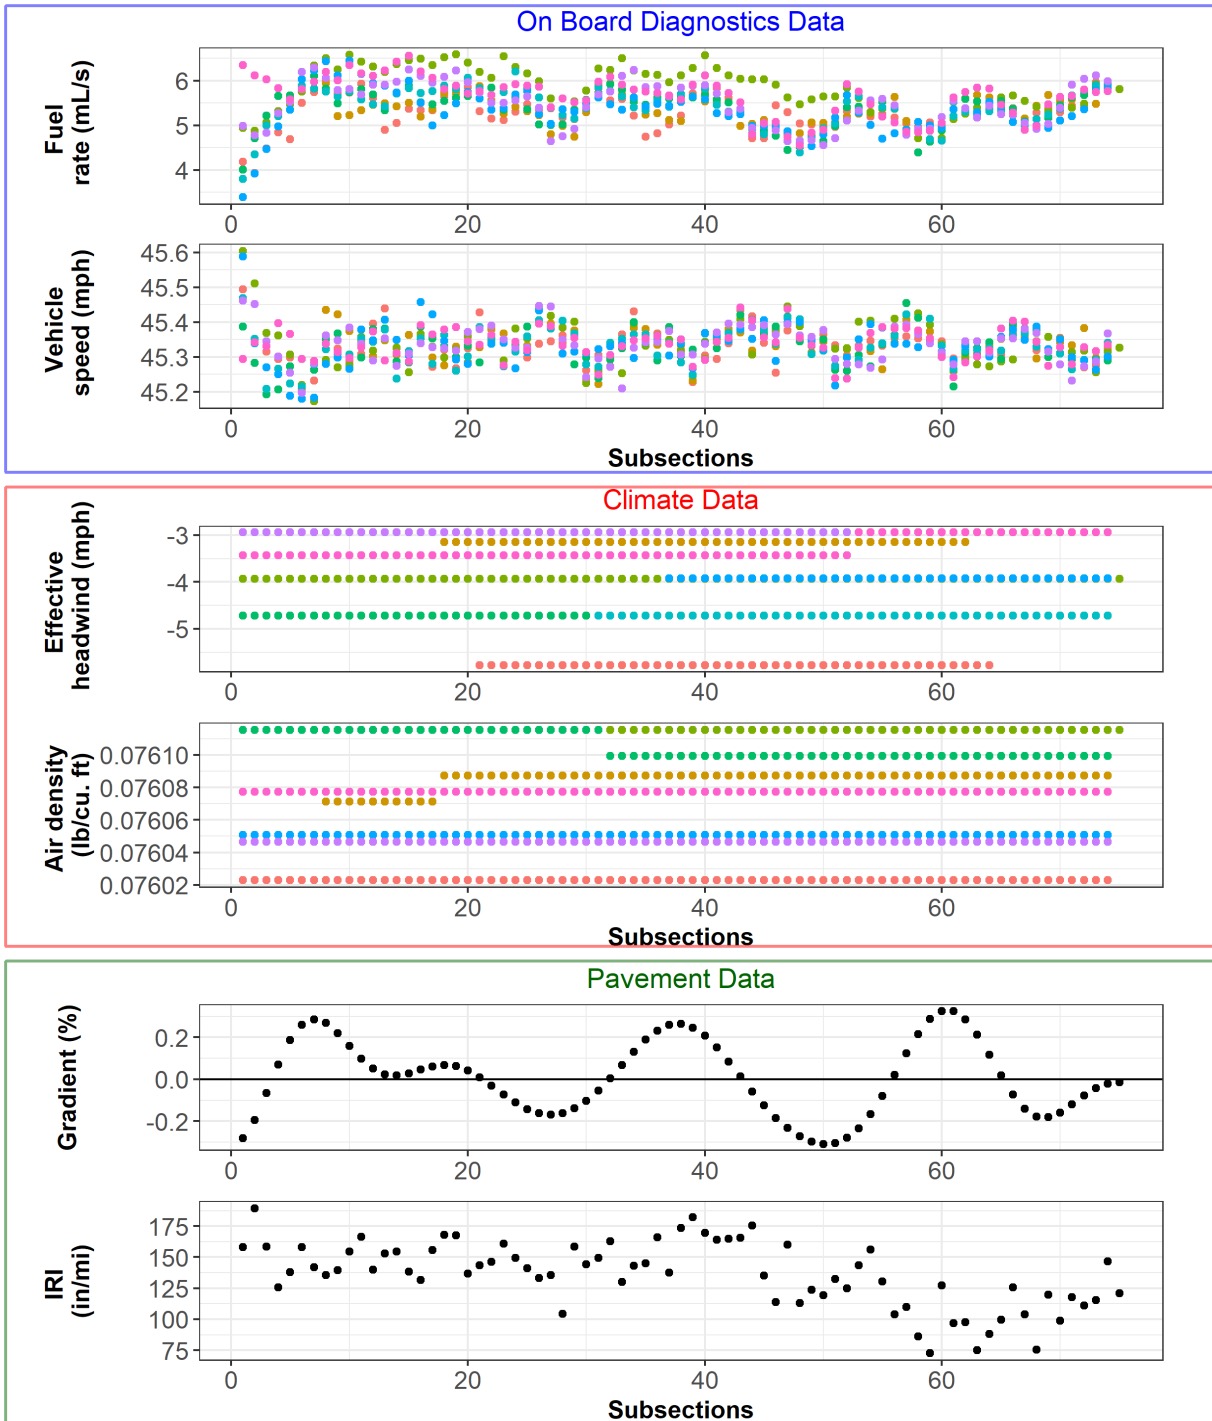 On Board Diagnostics Data
Fuel
rate (mL/s)
6
5
4
0 20 40 60
Vehicle
speed (mph)
45.6
45.5
45.4
45.3
45.2
0 20 40 60
Subsections
Climate Data
Effective
headwind (mph)
-3
-4
-5
0 20 40 60
Air density
(lb/cu. ft)
0.07610
0.07608
0.07606
0.07604
0.07602
0 20 40 60
Subsections
Pavement Data
Gradient (%)
0.2
0.0
-0.2
0 20 40 60
IRI
(in/mi)
175
150
125
100
75
0 20 40 60
Subsections